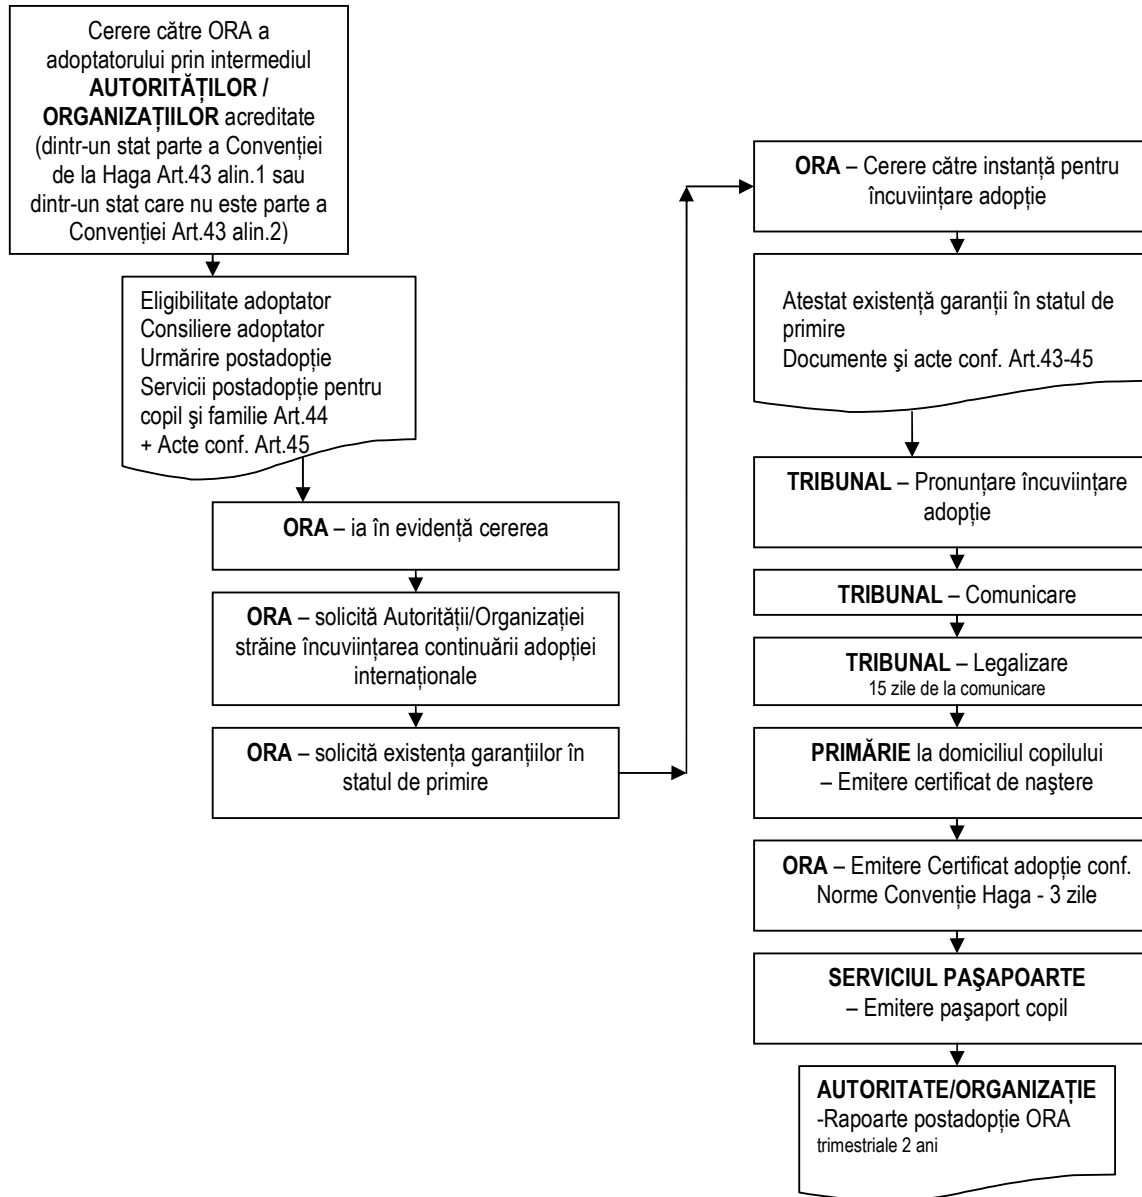 Cerere către ORA a
adoptatorului prin intermediul
AUTORITĂȚILOR /
ORGANIZAȚIILOR acreditate
(dintr-un stat parte a Convenției
de la Haga Art.43 alin.1 sau
dintr-un stat care nu este parte a
Convenției Art.43 alin.2)
Eligibilitate adoptator
Consiliere adoptator
Urmărire postadopție
Servicii postadopție pentru
copil şi familie Art.44
+ Acte conf. Art.45
ORA – ia în evidență cererea
ORA – solicită Autorității/Organizației
străine încuviințarea continuării adopției
internaționale
ORA – solicită existența garanțiilor în
statul de primire
ORA – Cerere către instanță pentru
încuviințare adopție
Atestat existență garanții în statul de
primire
Documente şi acte conf. Art.43-45
TRIBUNAL – Pronunțare încuviințare
adopție
TRIBUNAL – Comunicare
TRIBUNAL – Legalizare
15 zile de la comunicare
PRIMĂRIE la domiciliul copilului
– Emitere certificat de naştere
ORA – Emitere Certificat adopție conf.
Norme Convenție Haga - 3 zile
SERVICIUL PAŞAPOARTE
– Emitere paşaport copil
AUTORITATE/ORGANIZAȚIE
-Rapoarte postadopție ORA
trimestriale 2 ani